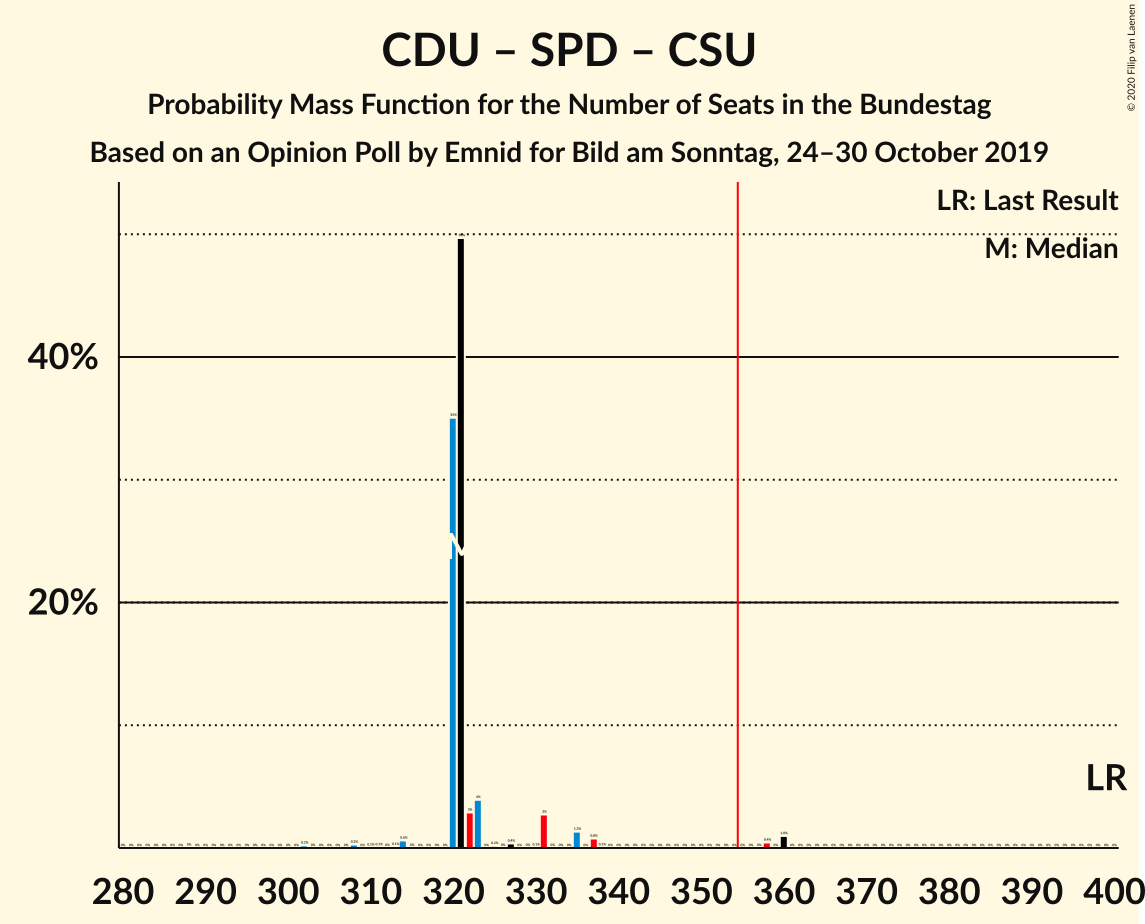 CDU – SPD – CSU
Probability Mass Function for the Number of Seats in the Bundestag
Based on an Opinion Poll by Emnid for Bild am Sonntag, 24–30 October 2019
© 2020 Filip van Laenen
LR: Last Result
M: Median
40%
20%
M
LR
280 290 300 310 320 330 340 350 360 370 380 390 400